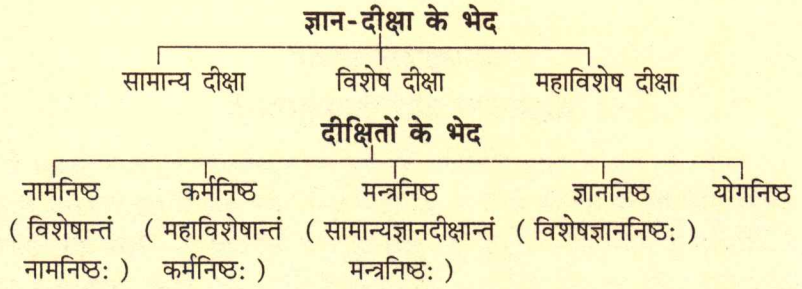 ज्ञान-दीक्षा के भेद
सामान्य दीक्षा विशेष दीक्षा महाविशेष दीक्षा
दीक्षितों के भेद
नामनिष्ठ कर्मनिष्ठ मन्त्रनिष्ठ ज्ञाननिष्ठ योगनिष्ठ
( विशेषान्तं ( महाविशेषान्तं ( सामान्यज्ञानदीक्षान्तं ( विशेषज्ञाननिष्ठः )
नामनिष्ठः ) कर्मनिष्ठः ) मन्त्रनिष्ठः )